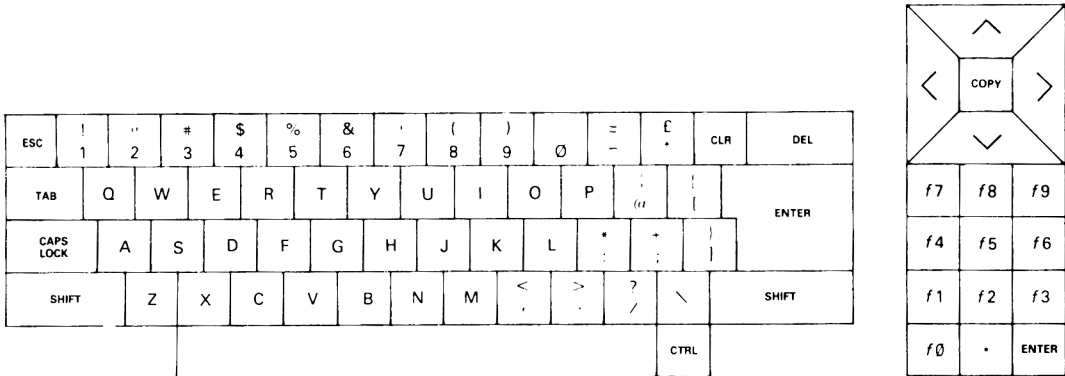 ^
< COPY >
ESC ! " # $ % & ' ( ) = £ CLR DEL
1 2 3 4 5 6 7 8 9 Ø -
v
TAB Q W E R T Y U I O P | { ENTER f7 f8 f9
@ [
CAPS LOCK A S D F G H J K L * + } f4 f5 f6
: ; ]
SHIFT Z X C V B N M < > ? \ SHIFT f1 f2 f3
, . /
CTRL fØ . ENTER